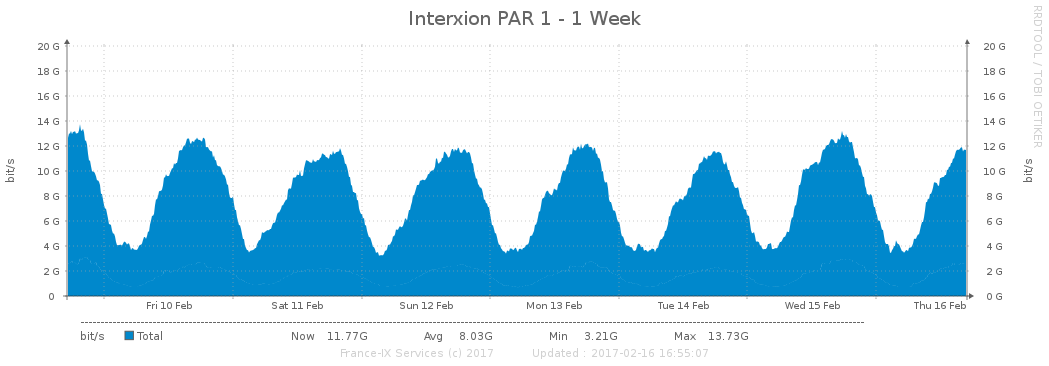 Interxion PAR 1 - 1 Week
RRDTOOL / TOBI OETIKER
bit/s
20 G 20 G
18 G 18 G
16 G 16 G
14 G 14 G
12 G 12 G
10 G 10 G
8 G 8 G
6 G 6 G
4 G 4 G
2 G 2 G
0 0 G
bit/s
Fri 10 Feb Sat 11 Feb Sun 12 Feb Mon 13 Feb Tue 14 Feb Wed 15 Feb Thu 16 Feb
bit/s Total Now 11.77G Avg 8.03G Min 3.21G Max 13.73G
France-IX Services (c) 2017 Updated : 2017-02-16 16:55:07